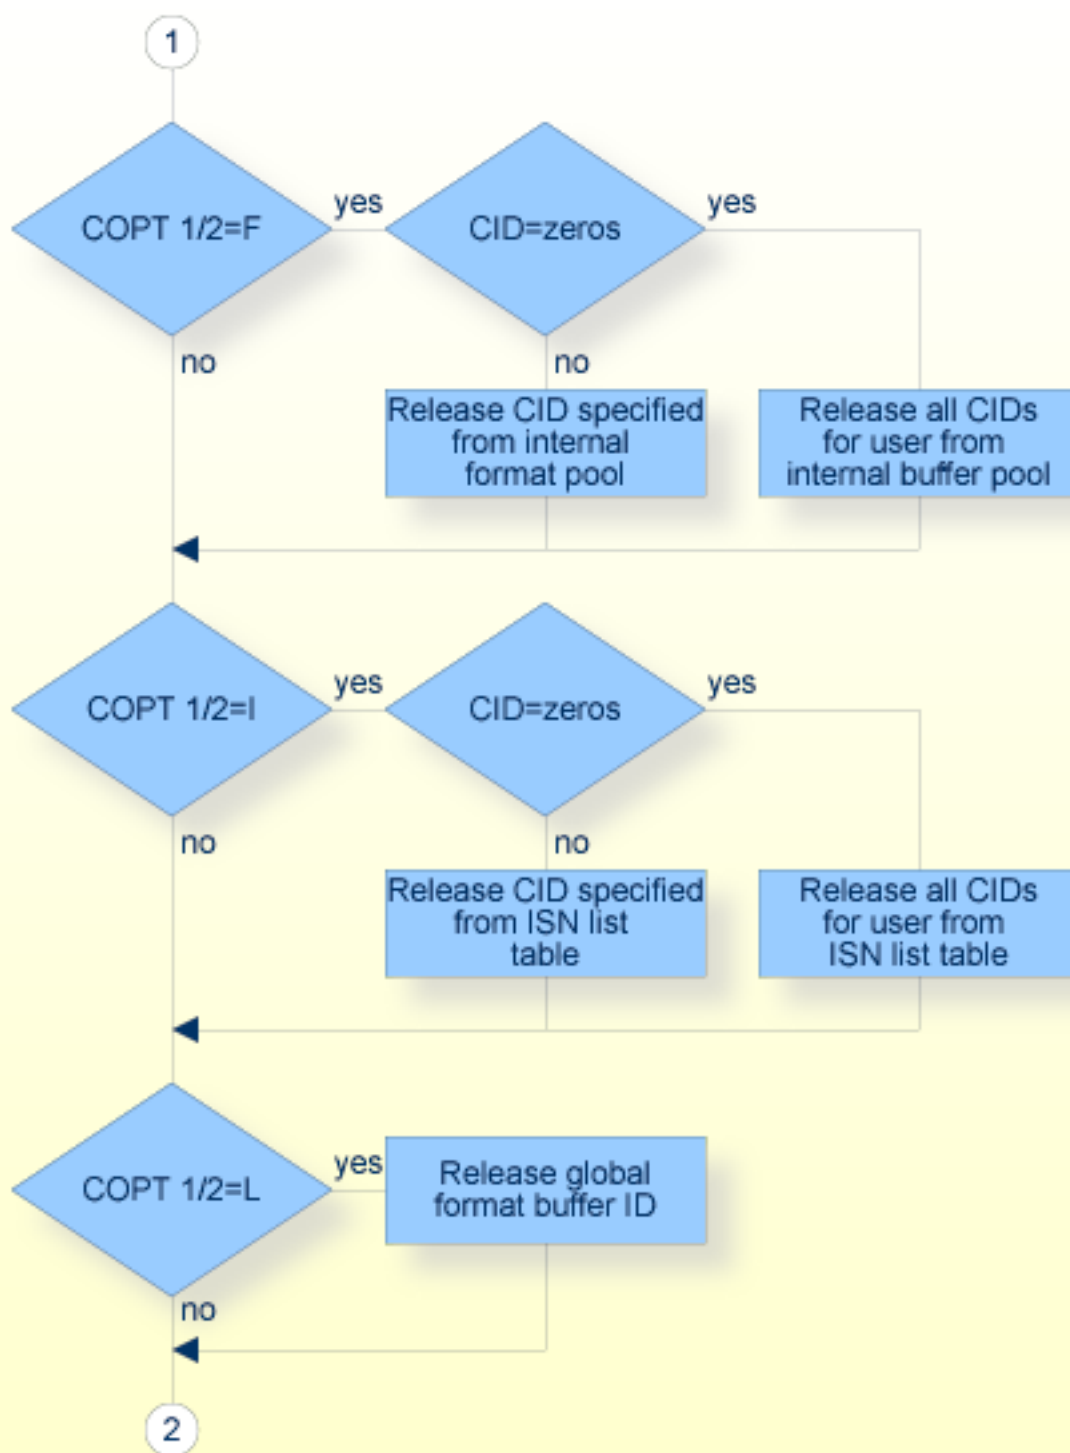 1
COPT 1/2=F
yes
CID=zeros
yes
no
no
Release CID specified
from internal
format pool
Release all CIDs
for user from
internal buffer pool
COPT 1/2=I
yes
CID=zeros
yes
no
no
Release CID specified
from ISN list
table
Release all CIDs
for user from
ISN list table
COPT 1/2=L
yes
Release global
format buffer ID
no
2